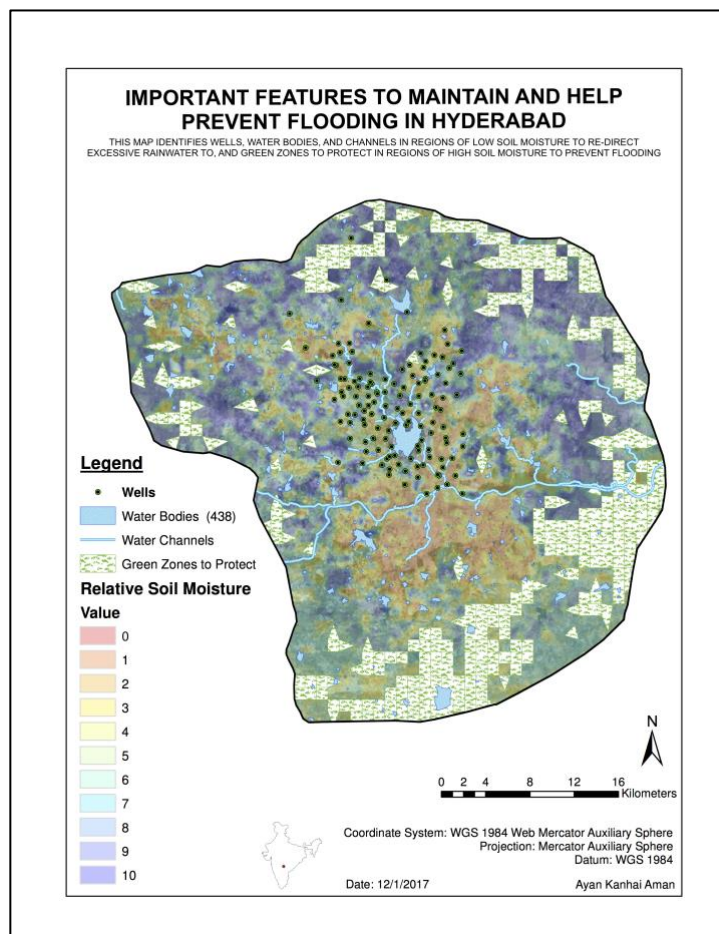 IMPORTANT FEATURES TO MAINTAIN AND HELP
PREVENT FLOODING IN HYDERABAD
THIS MAP IDENTIFIES WELLS, WATER BODIES, AND CHANNELS IN REGIONS OF LOW SOIL MOISTURE TO RE-DIRECT
EXCESSIVE RAINWATER TO, AND GREEN ZONES TO PROTECT IN REGIONS OF HIGH SOIL MOISTURE TO PREVENT FLOODING
Legend
Wells
Water Bodies (438)
Water Channels
Green Zones to Protect
Relative Soil Moisture
Value
0
1
2
3
4
5
6
7
8
9
10
N
0 2 4 8 12 16
Kilometers
Coordinate System: WGS 1984 Web Mercator Auxiliary Sphere
Projection: Mercator Auxiliary Sphere
Datum: WGS 1984
Date: 12/1/2017
Ayan Kanhai Aman